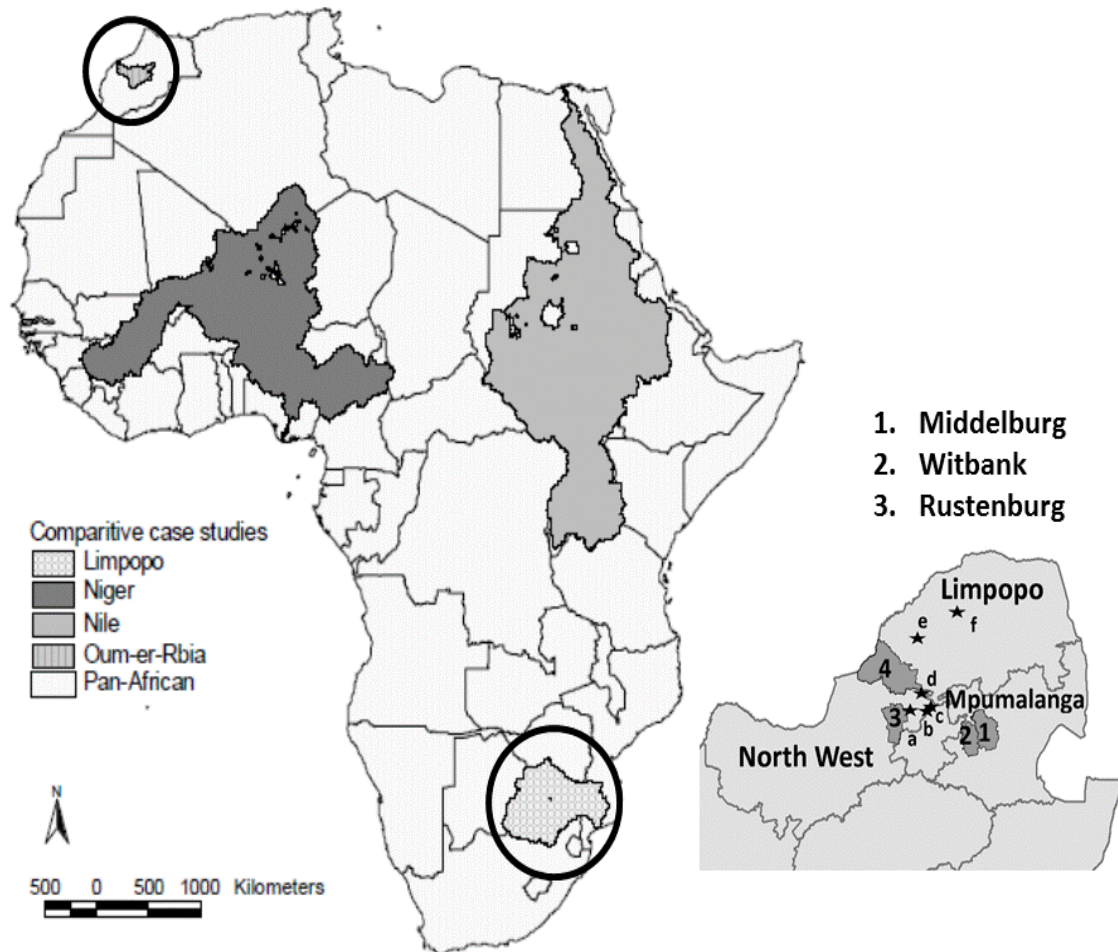 Comparitive case studies
Limpopo
Niger
Nile
Oum-er-Rbia
Pan-African
N
500 0 500 1000 Kilometers
1. Middelburg
2. Witbank
3. Rustenburg
Limpopo
f
e
4
d
Mpumalanga
3
c
b
2
1
a
North West